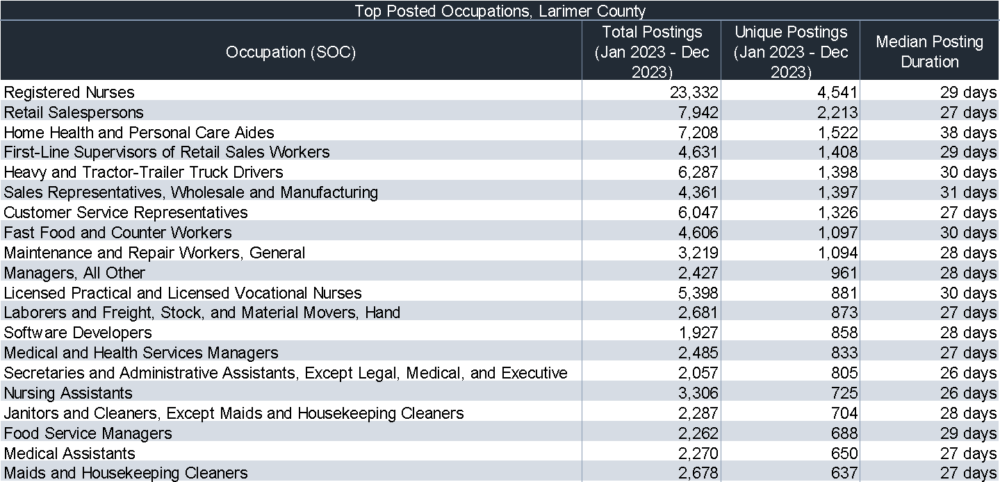 Top Posted Occupations, Larimer County
Occupation (SOC) Total Postings (Jan 2023 - Dec 2023) Unique Postings (Jan 2023 - Dec 2023) Median Posting Duration
Registered Nurses 23,332 4,541 29 days
Retail Salespersons 7,942 2,213 27 days
Home Health and Personal Care Aides 7,208 1,522 38 days
First-Line Supervisors of Retail Sales Workers 4,631 1,408 29 days
Heavy and Tractor-Trailer Truck Drivers 6,287 1,398 30 days
Sales Representatives, Wholesale and Manufacturing 4,361 1,397 31 days
Customer Service Representatives 6,047 1,326 27 days
Fast Food and Counter Workers 4,606 1,097 30 days
Maintenance and Repair Workers, General 3,219 1,094 28 days
Managers, All Other 2,427 961 28 days
Licensed Practical and Licensed Vocational Nurses 5,398 881 30 days
Laborers and Freight, Stock, and Material Movers, Hand 2,681 873 27 days
Software Developers 1,927 858 28 days
Medical and Health Services Managers 2,485 833 27 days
Secretaries and Administrative Assistants, Except Legal, Medical, and Executive 2,057 805 26 days
Nursing Assistants 3,306 725 26 days
Janitors and Cleaners, Except Maids and Housekeeping Cleaners 2,287 704 28 days
Food Service Managers 2,262 688 29 days
Medical Assistants 2,270 650 27 days
Maids and Housekeeping Cleaners 2,678 637 27 days